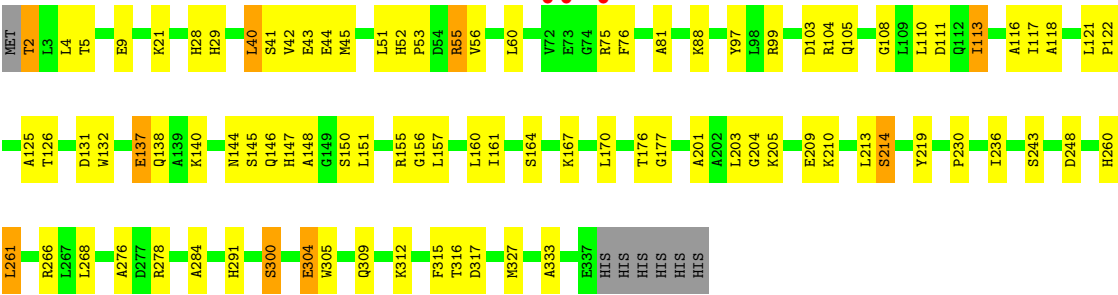 MET T2 L3 L4 T5 E9 K21 H28 H29 L40 S41 V42 E43 E44 M45 L51 H52 P53 D54 R55 V56 L60 V72 E73 G74 R75 F76 A81 K88 Y97 L98 R99 D103 R104 Q105 G108 L109 L110 D111 Q112 I113 A116 I117 A118 L121 P122
A125 T126 D131 W132 E137 Q138 A139 K140 N144 S145 Q146 H147 A148 G149 S150 L151 R155 G156 L157 L160 I161 S164 K167 L170 T176 G177 A201 A202 L203 G204 K205 E209 K210 L213 S214 Y219 P230 I236 S243 D248 H260
L261 R266 L267 L268 A276 D277 R278 A284 H291 S300 E304 W305 Q309 K312 F315 T316 D317 M327 A333 E337 HIS HIS HIS HIS HIS HIS